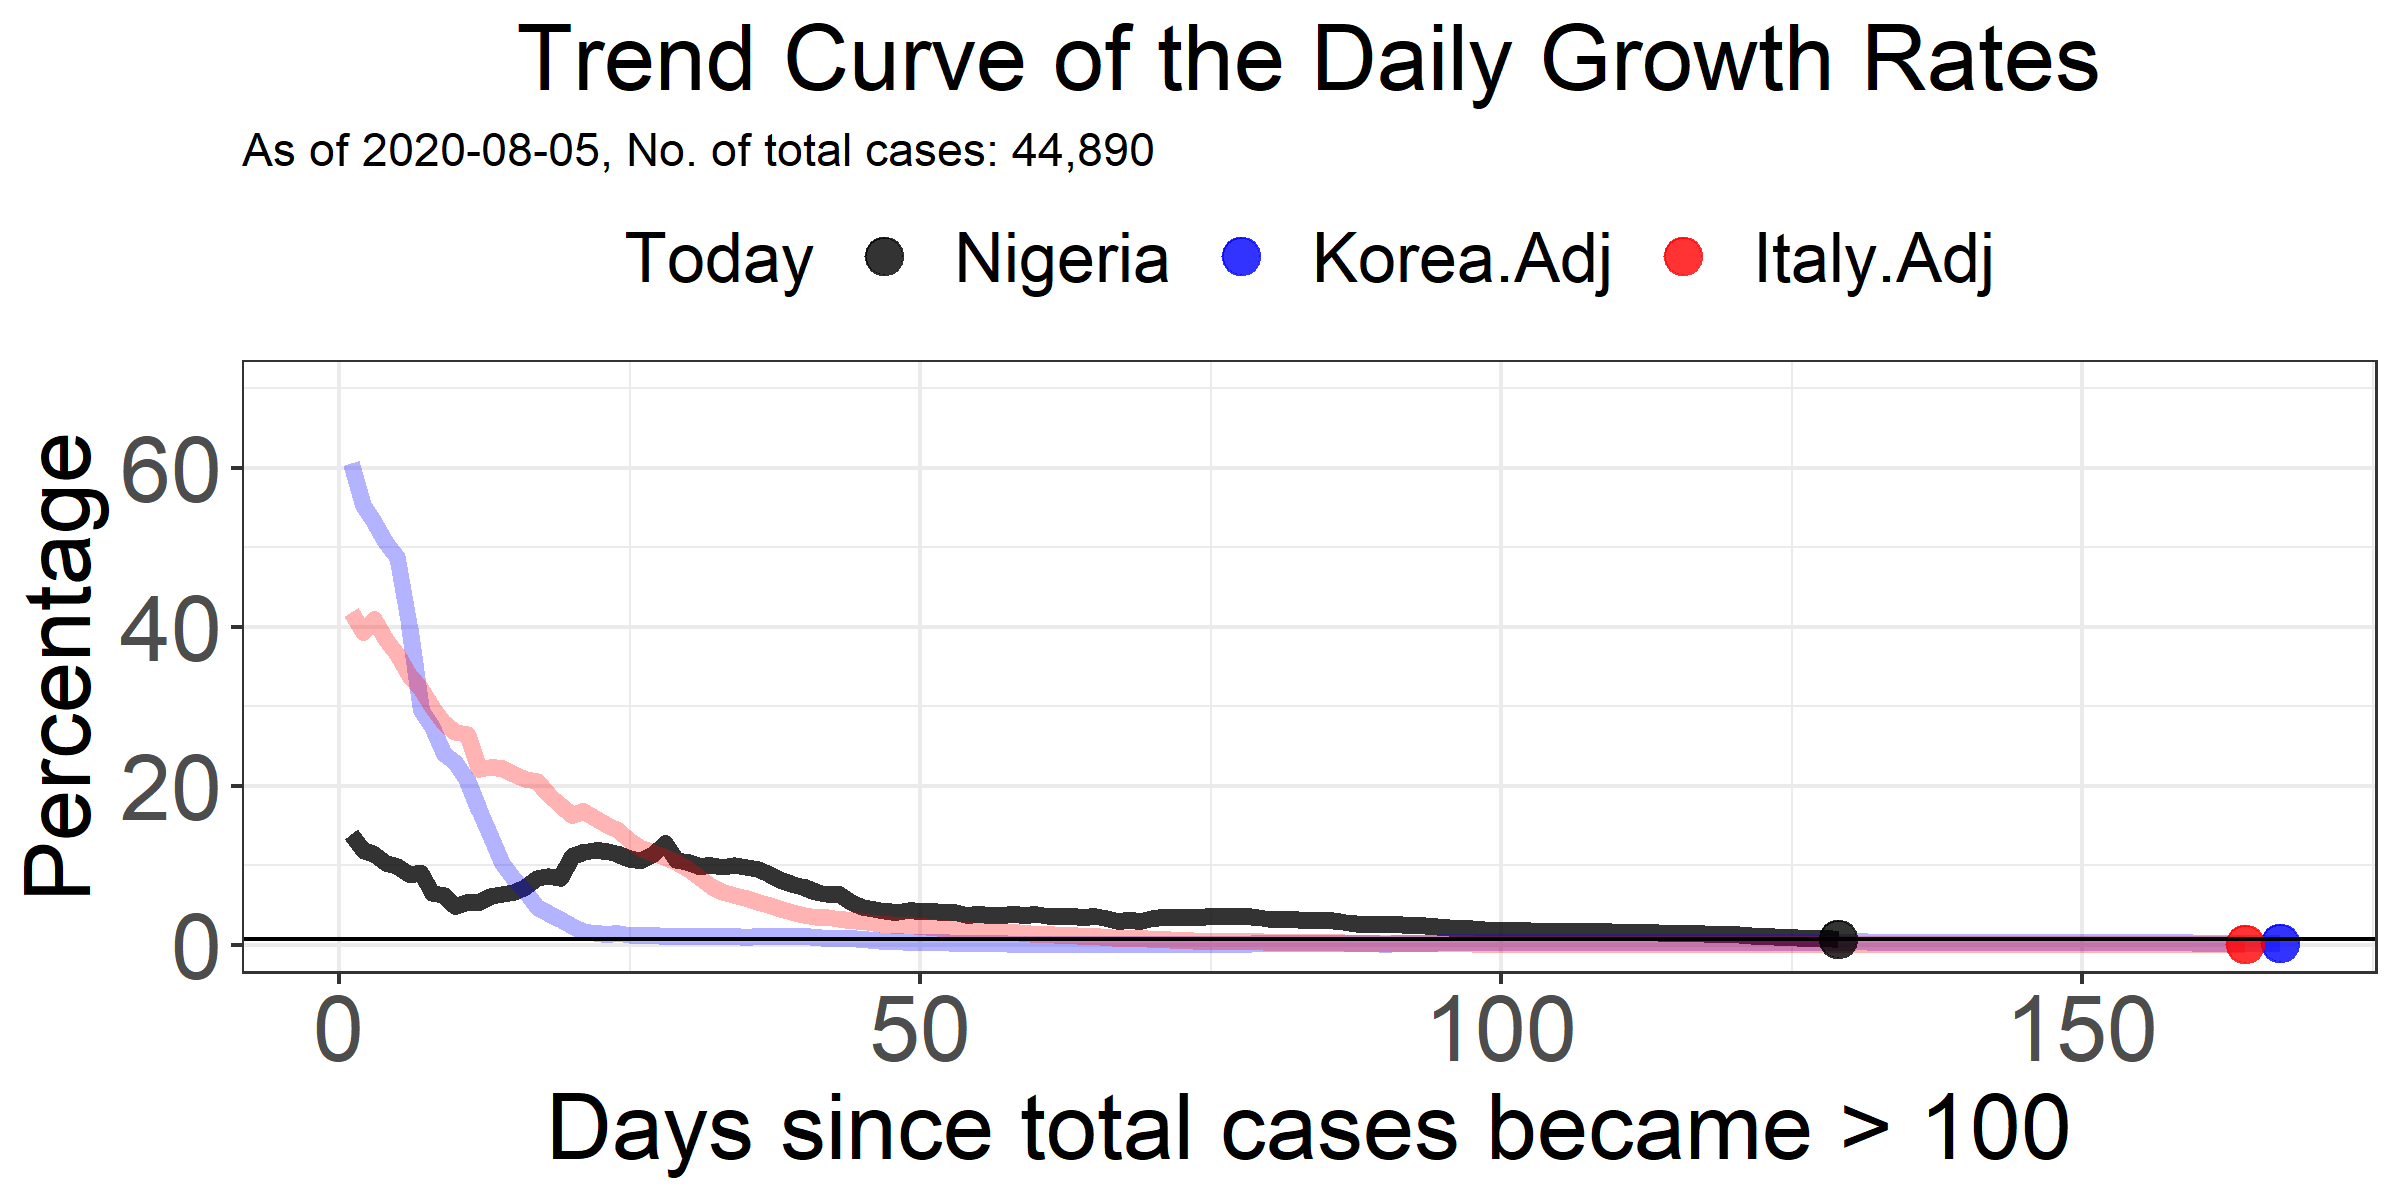 Trend Curve of the Daily Growth Rates
As of 2020-08-05, No. of total cases: 44,890
Today Nigeria Korea.Adj Italy.Adj
Percentage
60
40
20
0
0 50 100 150
Days since total cases became > 100